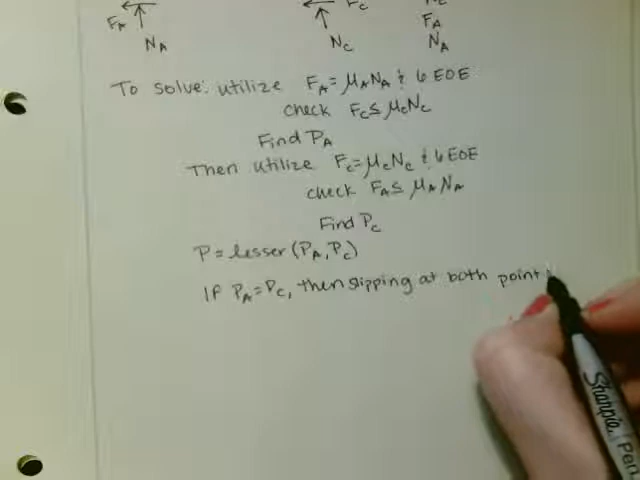 F_A
F_C
F_A
N_A
N_C
N_A
To solve: utilize F_A = μ_A N_A & 6 EOE
check F_C ≤ μ_C N_C
Find P_A
Then utilize F_C = μ_C N_C & 6 EOE
check F_A ≤ μ_A N_A
Find P_C
P = lesser (P_A, P_C)
If P_A = P_C, then slipping at both point
Sharpie Pen